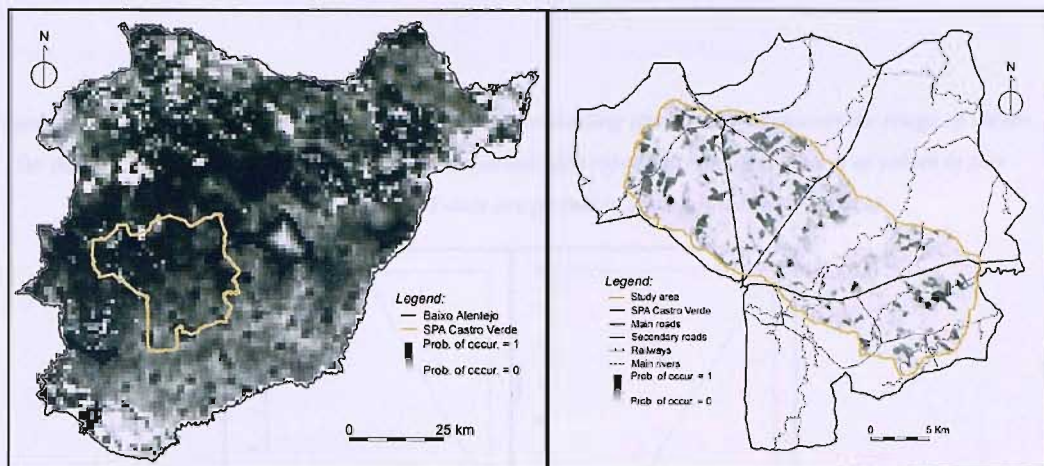 N
Legend:
Baixo Alentejo
SPA Castro Verde
Prob. of occur. = 1
Prob. of occur. = 0
0 25 Km
N
Legend:
Study area
SPA Castro Verde
Main roads
Secondary roads
Railways
Main rivers
Prob. of occur. = 1
Prob. of occur. = 0
0 5 Km